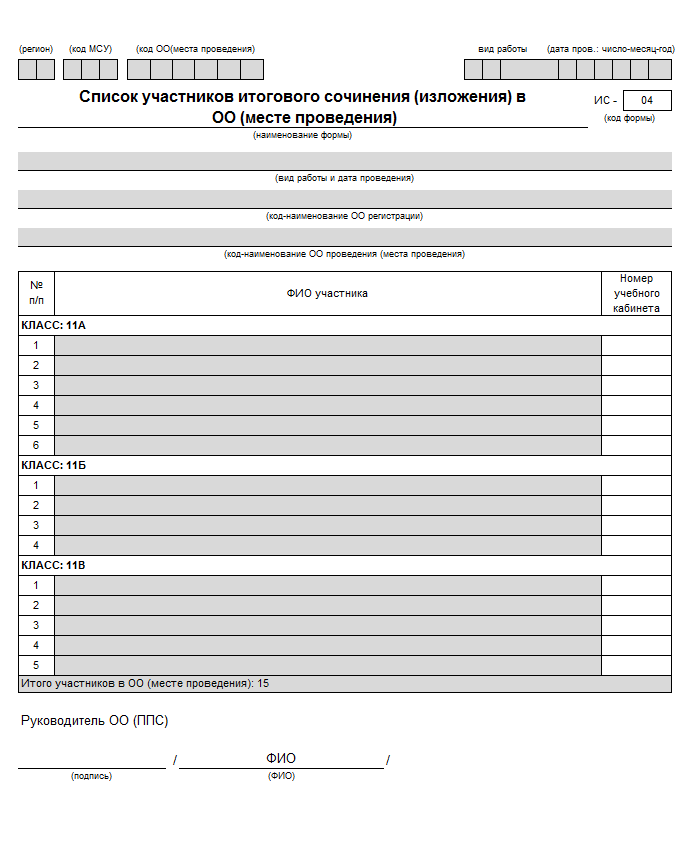 (регион) (код МСУ) (код ОО(места проведения) вид работы (дата пров.: число-месяц-год)
Список участников итогового сочинения (изложения) в
ОО (месте проведения)
ИС - 04
(код формы)
(наименование формы)
(вид работы и дата проведения)
(код-наименование ОО регистрации)
(код-наименование ОО проведения (места проведения)
№ п/п ФИО участника Номер учебного кабинета
КЛАСС: 11А
1
2
3
4
5
6
КЛАСС: 11Б
1
2
3
4
КЛАСС: 11В
1
2
3
4
5
Итого участников в ОО (месте проведения): 15
Руководитель ОО (ППС)
/ ФИО /
(подпись) (ФИО)